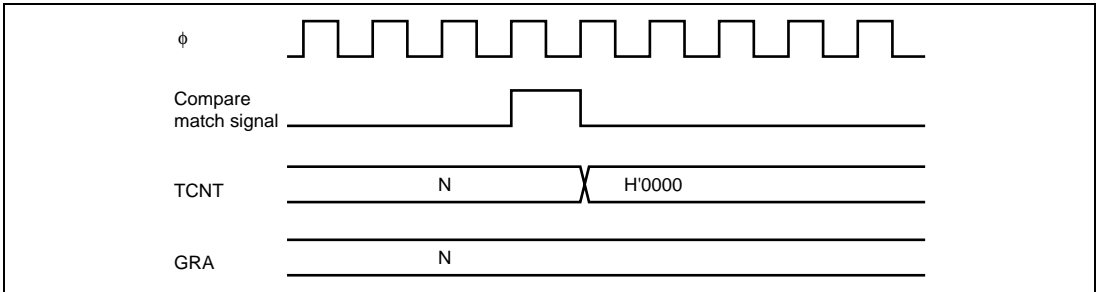 ϕ
Compare
match signal
TCNT N H'0000
GRA N